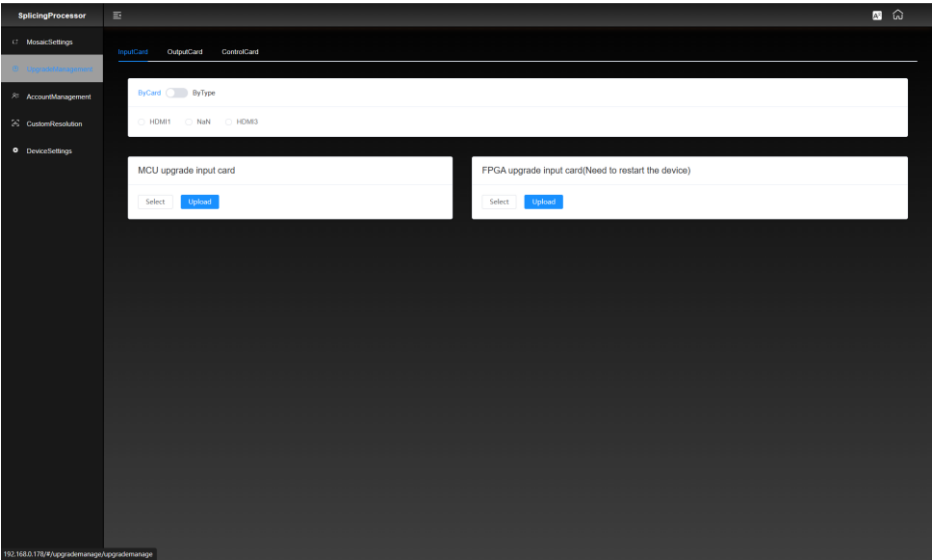 SplicingProcessor
MosaicSettings
UpgradeManagement
AccountManagement
CustomResolution
DeviceSettings
InputCard OutputCard ControlCard
ByCard ByType
HDMI1 NaN HDMI3
MCU upgrade input card
Select Upload
FPGA upgrade input card(Need to restart the device)
Select Upload
192.168.0.178/#/upgrademanage/upgrademanage